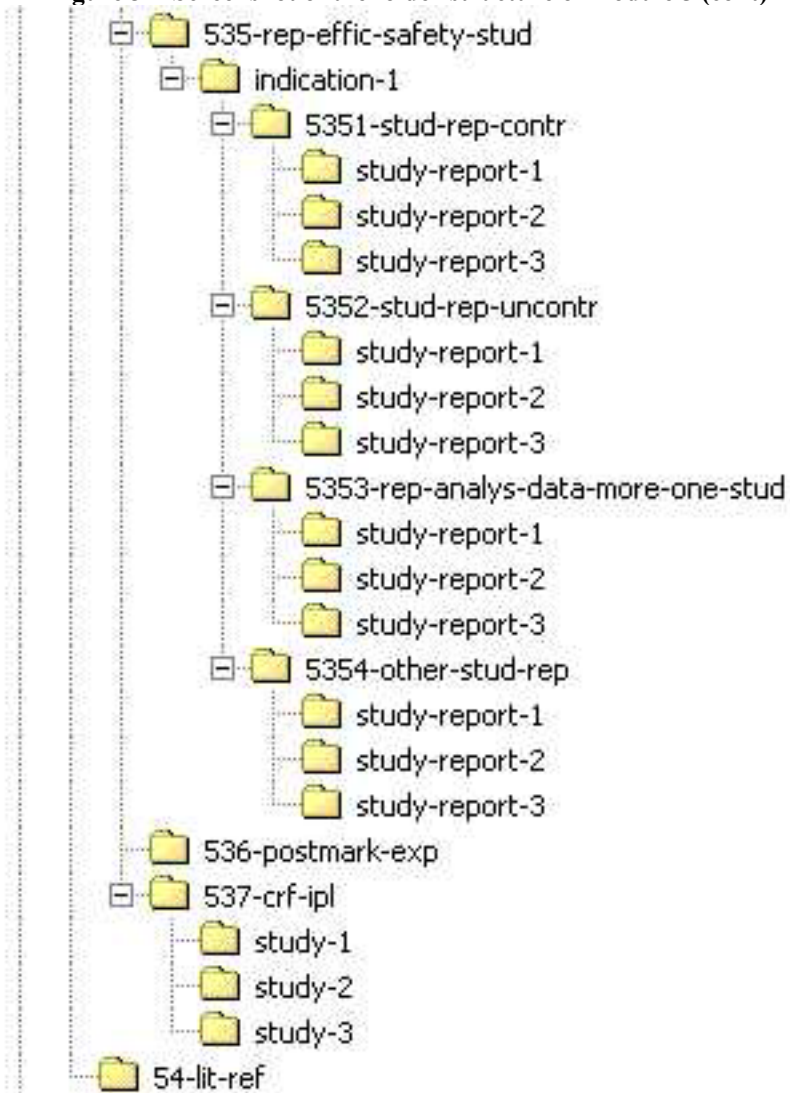 535-rep-effic-safety-stud
indication-1
5351-stud-rep-contr
study-report-1
study-report-2
study-report-3
5352-stud-rep-uncontr
study-report-1
study-report-2
study-report-3
5353-rep-analys-data-more-one-stud
study-report-1
study-report-2
study-report-3
5354-other-stud-rep
study-report-1
study-report-2
study-report-3
536-postmark-exp
537-crf-ipl
study-1
study-2
study-3
54-lit-ref